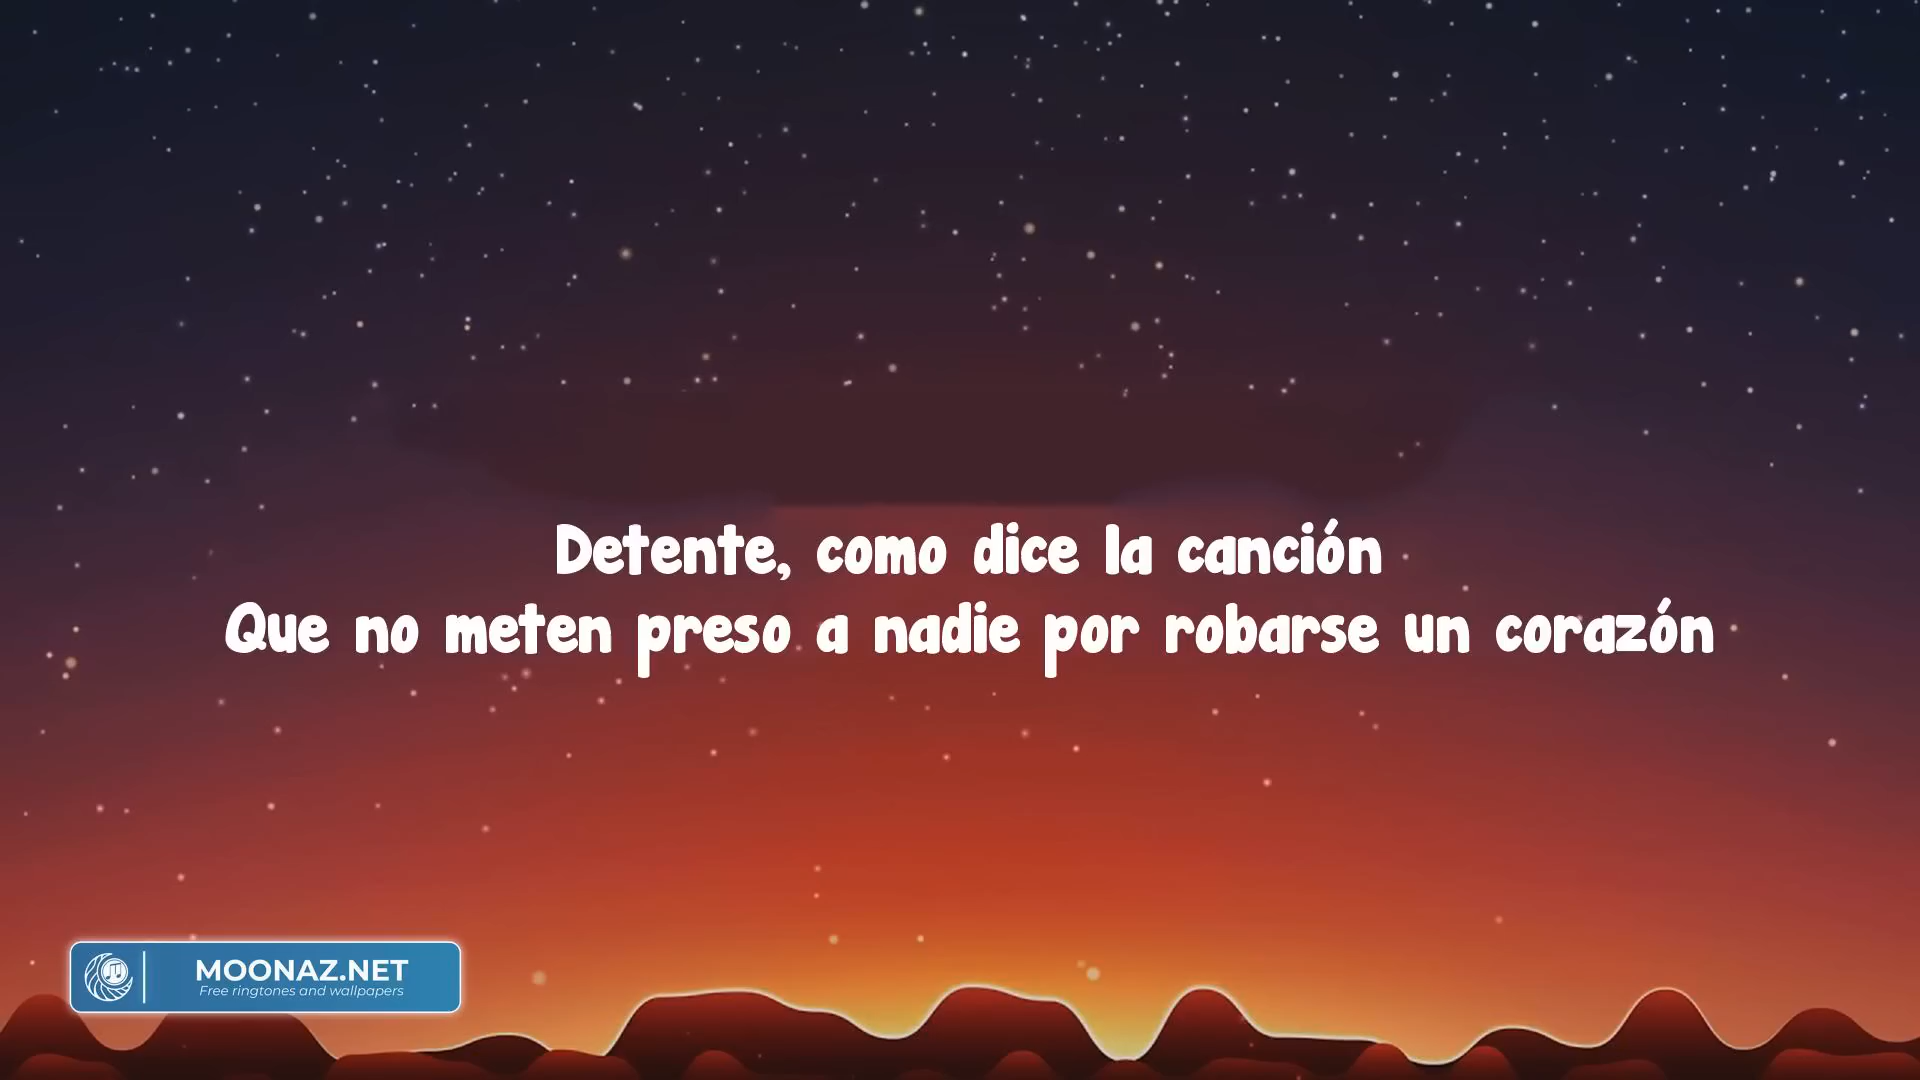 Detente, como dice la canción
Que no meten preso a nadie por robarse un corazón
MOONAZ.NET
Free ringtones and wallpapers